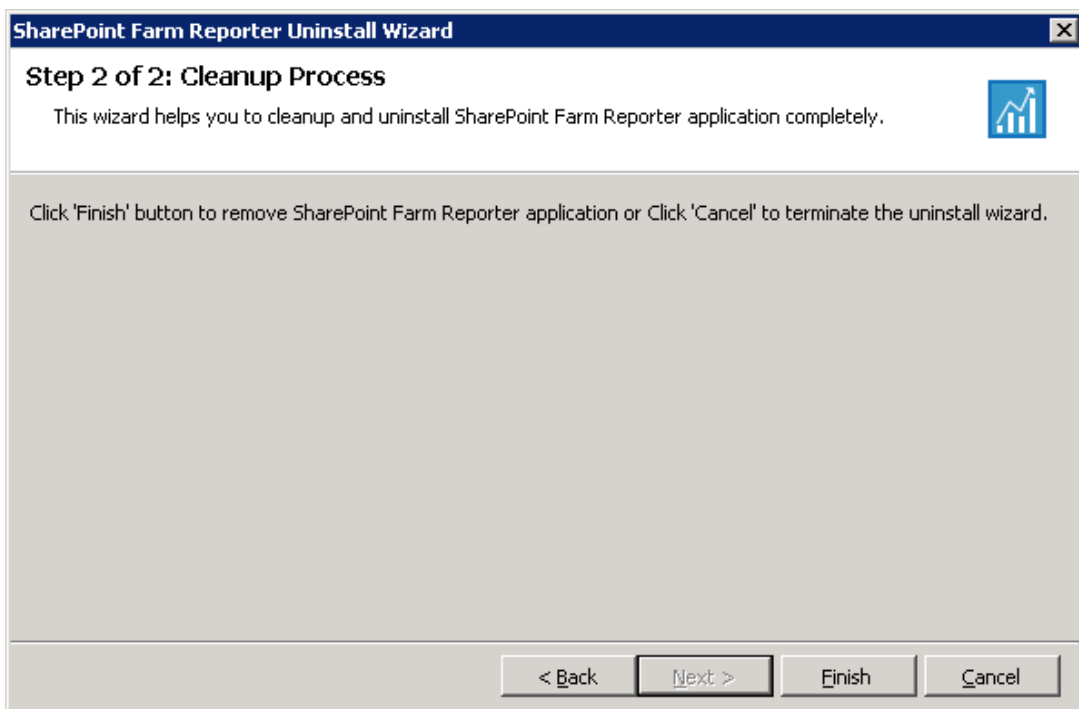 SharePoint Farm Reporter Uninstall Wizard
Step 2 of 2: Cleanup Process
This wizard helps you to cleanup and uninstall SharePoint Farm Reporter application completely.
Click 'Finish' button to remove SharePoint Farm Reporter application or Click 'Cancel' to terminate the uninstall wizard.
< Back Next > Finish Cancel